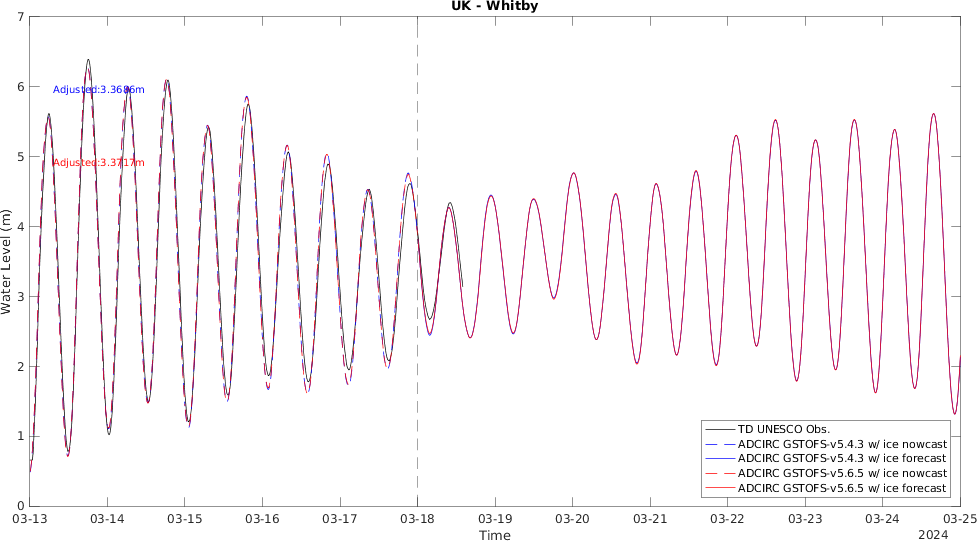 UK - Whitby
7
6
5
4
3
2
1
0
Water Level (m)
Adjusted:3.3686m
Adjusted:3.3717m
TD UNESCO Obs.
ADCIRC GSTOFS-v5.4.3 w/ ice nowcast
ADCIRC GSTOFS-v5.4.3 w/ ice forecast
ADCIRC GSTOFS-v5.6.5 w/ ice nowcast
ADCIRC GSTOFS-v5.6.5 w/ ice forecast
03-13 03-14 03-15 03-16 03-17 03-18 03-19 03-20 03-21 03-22 03-23 03-24 03-25
Time
2024